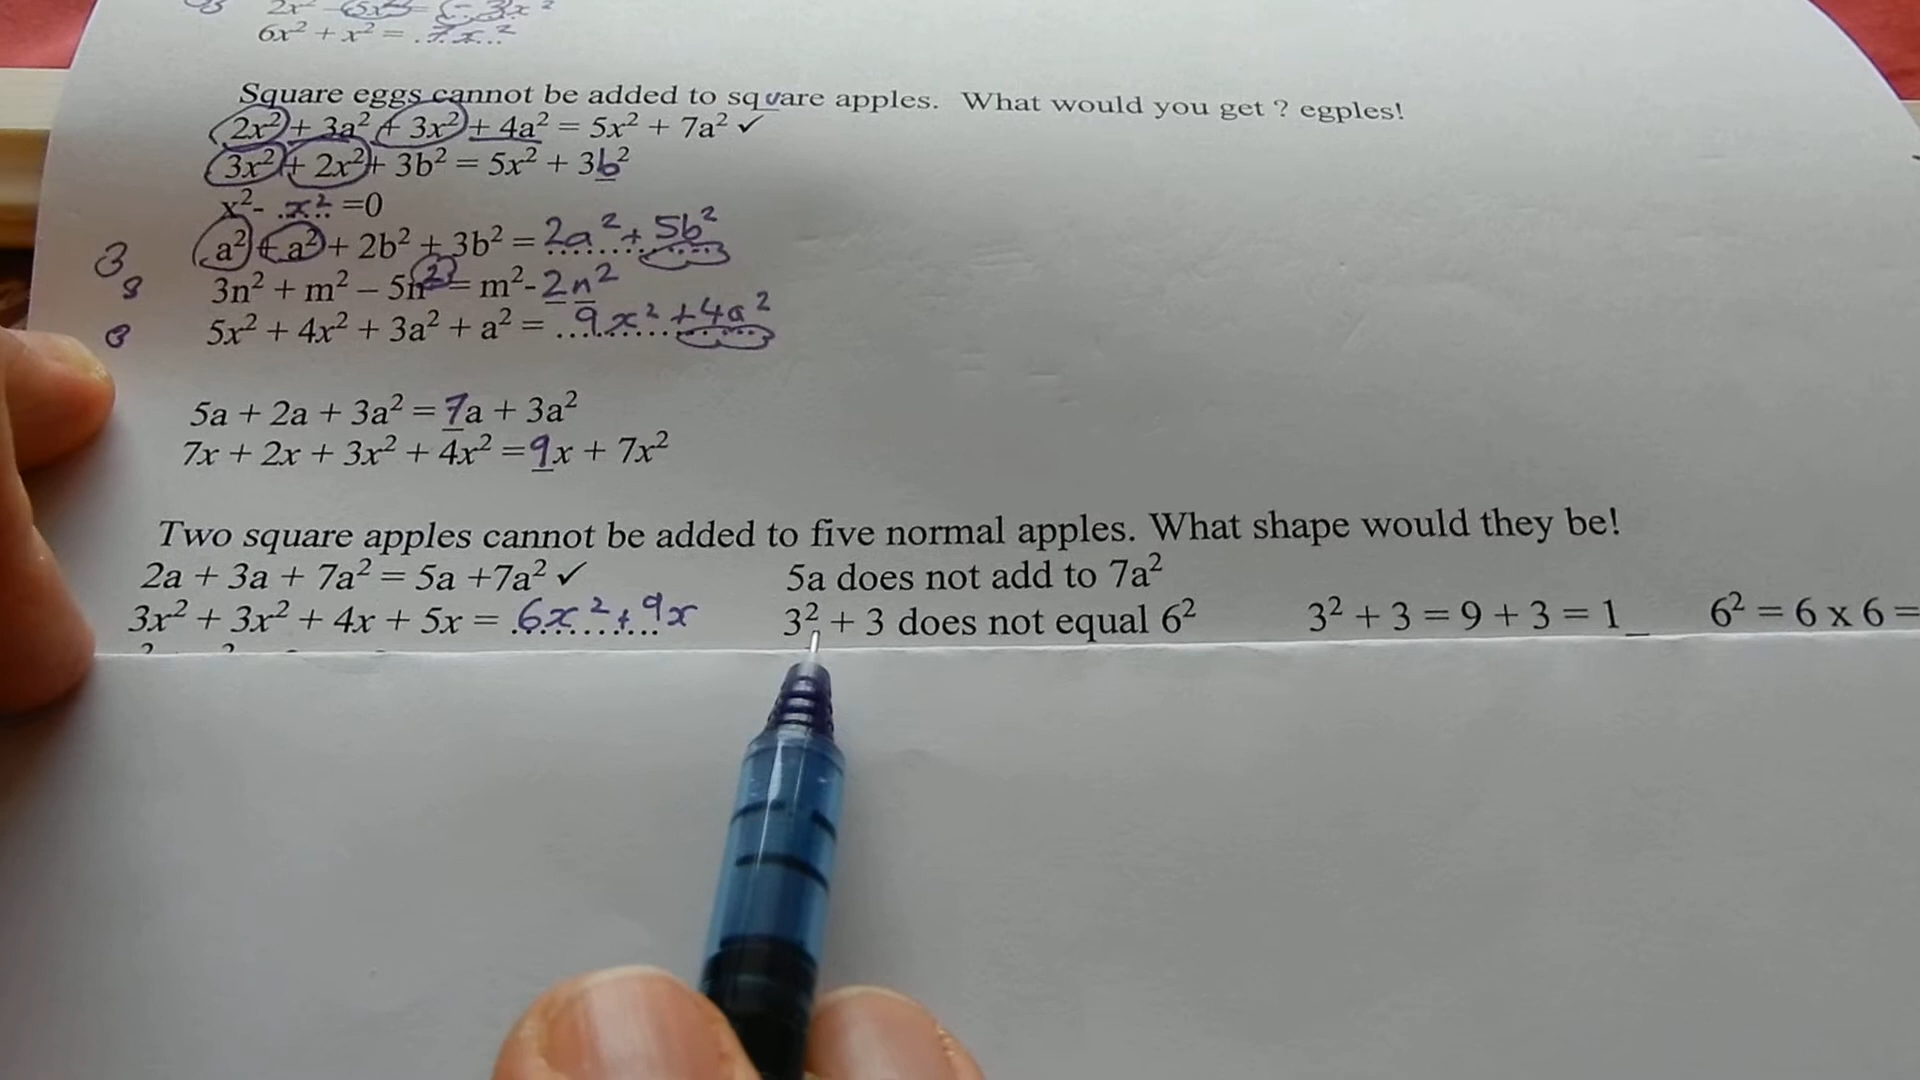 2x² - 5x² = - 3x²
6x² + x² = 7x²
Square eggs cannot be added to square apples. What would you get ? egples!
2x² + 3a² + 3x² + 4a² = 5x² + 7a² ✓
3x² + 2x² + 3b² = 5x² + 3b²
x² - x² =0
a² + a² + 2b² + 3b² = 2a² + 5b²
3n² + m² – 5n² = m²- 2n²
5x² + 4x² + 3a² + a² = 9x² + 4a²
5a + 2a + 3a² = 7a + 3a²
7x + 2x + 3x² + 4x² = 9x + 7x²
Two square apples cannot be added to five normal apples. What shape would they be!
2a + 3a + 7a² = 5a +7a² ✓ 5a does not add to 7a²
3x² + 3x² + 4x + 5x = 6x² + 9x 3² + 3 does not equal 6² 3² + 3 = 9 + 3 = 1_ 6² = 6 x 6 =